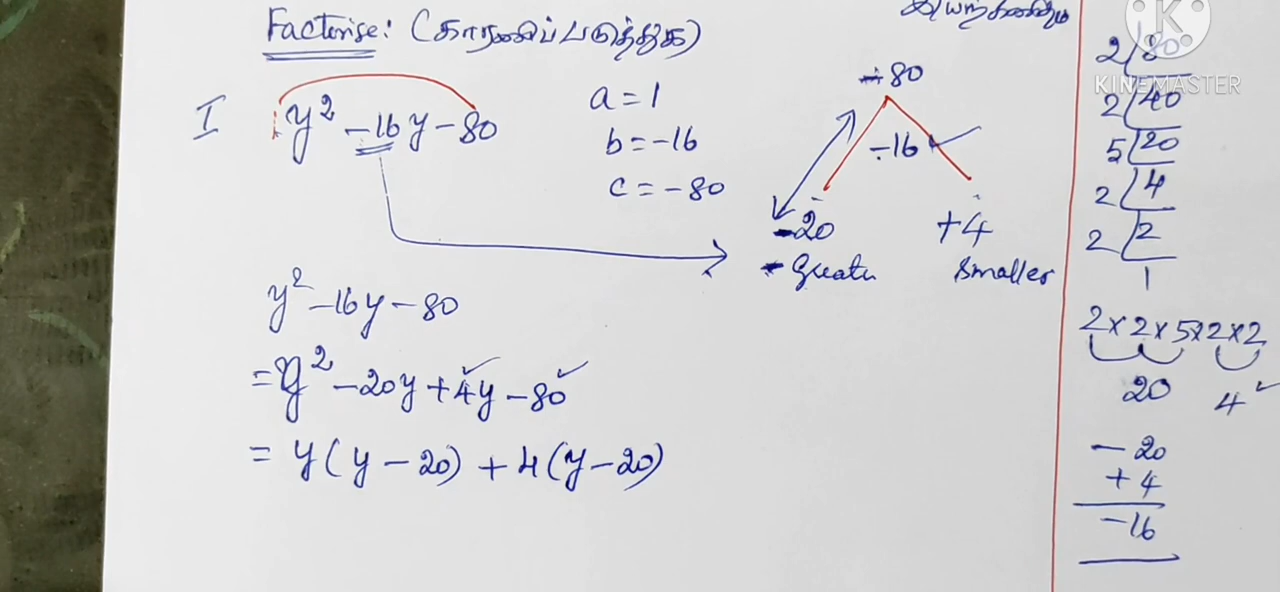 Factorise: (காரணிப்படுத்துக)
I y² -16y - 80
a = 1
b = -16
c = -80
-80
-16
-20
+4
Smaller
y² - 16y - 80
= y² - 20y + 4y - 80
= y(y - 20) + 4(y - 20)
K
KINEMASTER
2 80
2 40
5 20
2 4
2 2
1
2 × 2 × 5 × 2 × 2
20 4
- 20
+ 4
-16